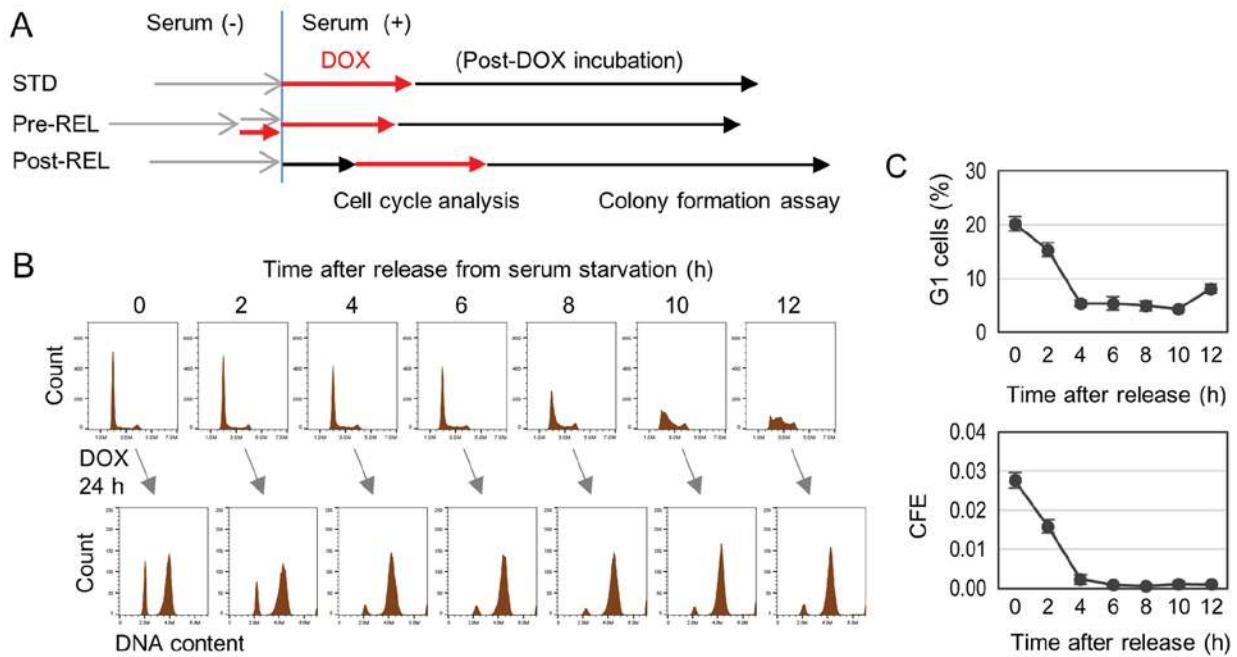 A
Serum (-)
Serum (+)
DOX
(Post-DOX incubation)
STD
Pre-REL
Post-REL
Cell cycle analysis
Colony formation assay
B
Time after release from serum starvation (h)
0 2 4 6 8 10 12
Count
DOX
24 h
Count
DNA content
C
G1 cells (%)
30
20
10
0
0 2 4 6 8 10 12
Time after release (h)
CFE
0.04
0.03
0.02
0.01
0.00
0 2 4 6 8 10 12
Time after release (h)